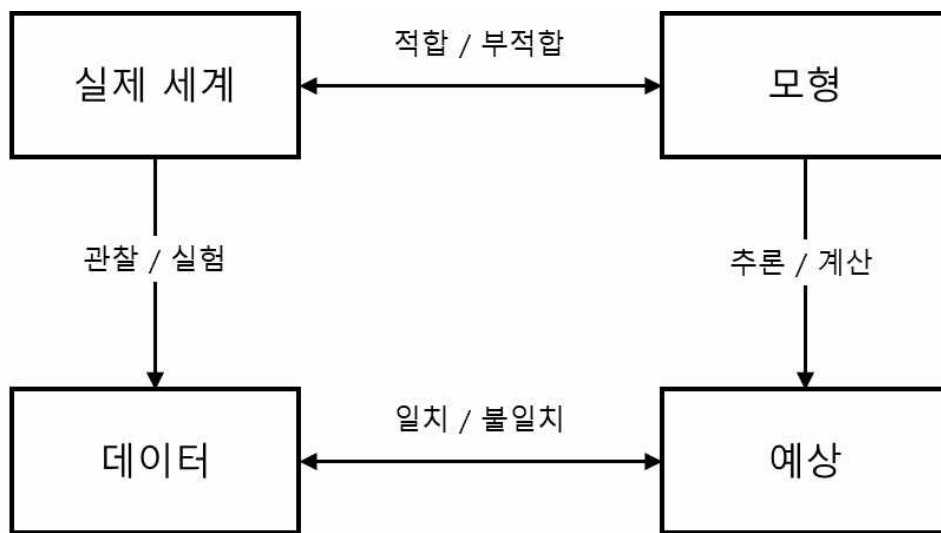 적합 / 부적합
실제 세계
모형
관찰 / 실험
추론 / 계산
일치 / 불일치
데이터
예상